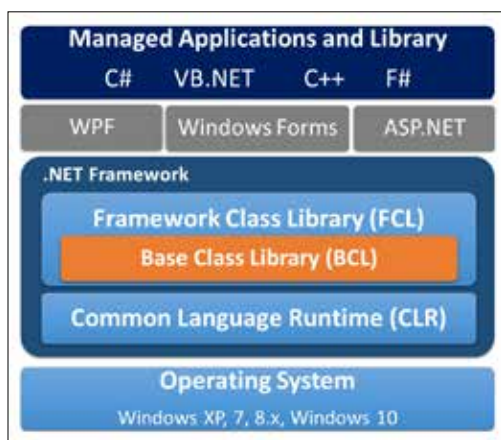 Managed Applications and Library
C# VB.NET C++ F#
WPF Windows Forms ASP.NET
.NET Framework
Framework Class Library (FCL)
Base Class Library (BCL)
Common Language Runtime (CLR)
Operating System
Windows XP, 7, 8.x, Windows 10